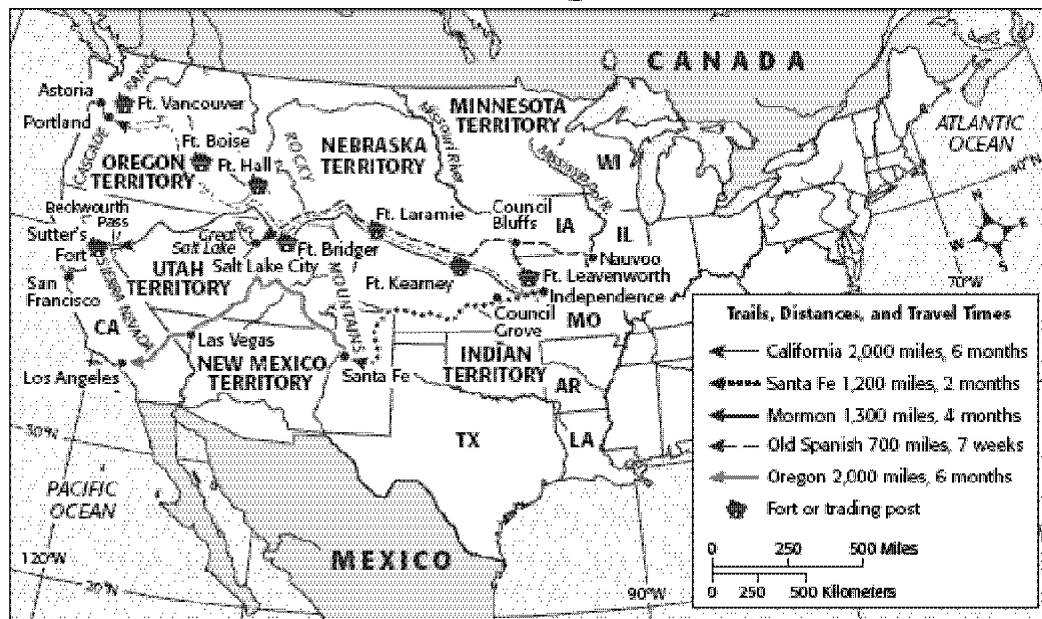 CANADA
Astoria
Ft. Vancouver
Portland
CASCADE
RANGE
OREGON
TERRITORY
Ft. Boise
Ft. Hall
ROCKY
MOUNTAINS
NEBRASKA
TERRITORY
Missouri River
MINNESOTA
TERRITORY
Mississippi R.
WI
ATLANTIC
OCEAN
40°N
N
E
S
W
70°W
Beckwourth
Pass
Sutter's
Fort
Great
Salt Lake
Ft. Bridger
Salt Lake City
UTAH
TERRITORY
Ft. Laramie
Ft. Kearney
Council
Bluffs
IA
IL
Nauvoo
Ft. Leavenworth
Independence
Council
Grove
MO
San
Francisco
CA
SIERRA NEVADA
Las Vegas
Los Angeles
NEW MEXICO
TERRITORY
Santa Fe
INDIAN
TERRITORY
AR
TX
LA
30°N
PACIFIC
OCEAN
MEXICO
120°W
20°N
90°W
Trails, Distances, and Travel Times
California 2,000 miles, 6 months
Santa Fe 1,200 miles, 2 months
Mormon 1,300 miles, 4 months
Old Spanish 700 miles, 7 weeks
Oregon 2,000 miles, 6 months
Fort or trading post
0 250 500 Miles
0 250 500 Kilometers